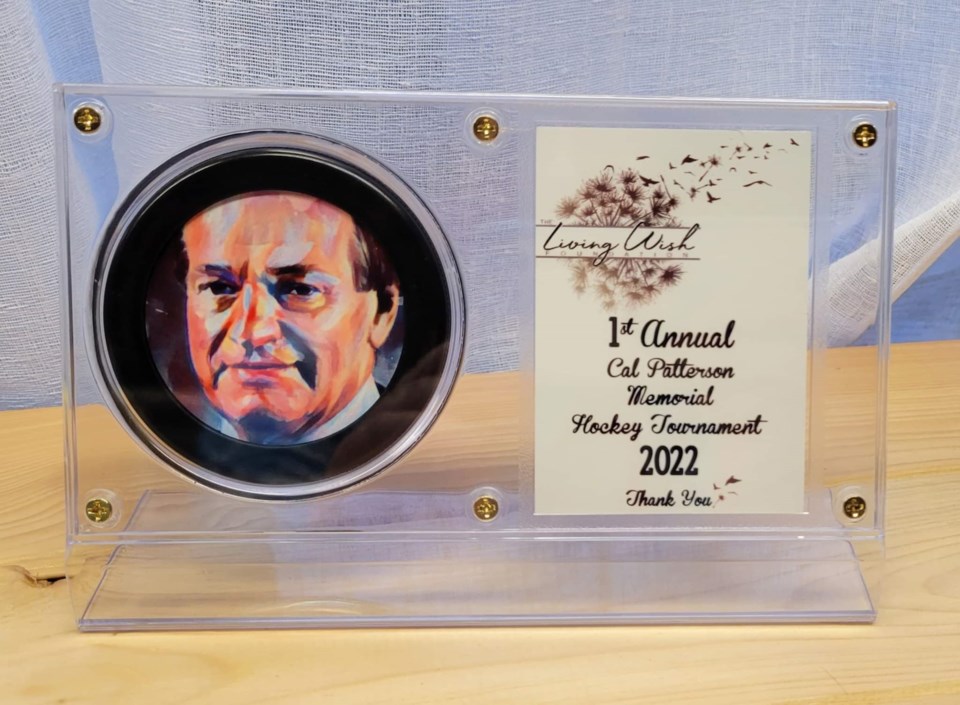 THE
Living Wish
FOUNDATION
1st Annual
Cal Patterson
Memorial
Hockey Tournament
2022
Thank You